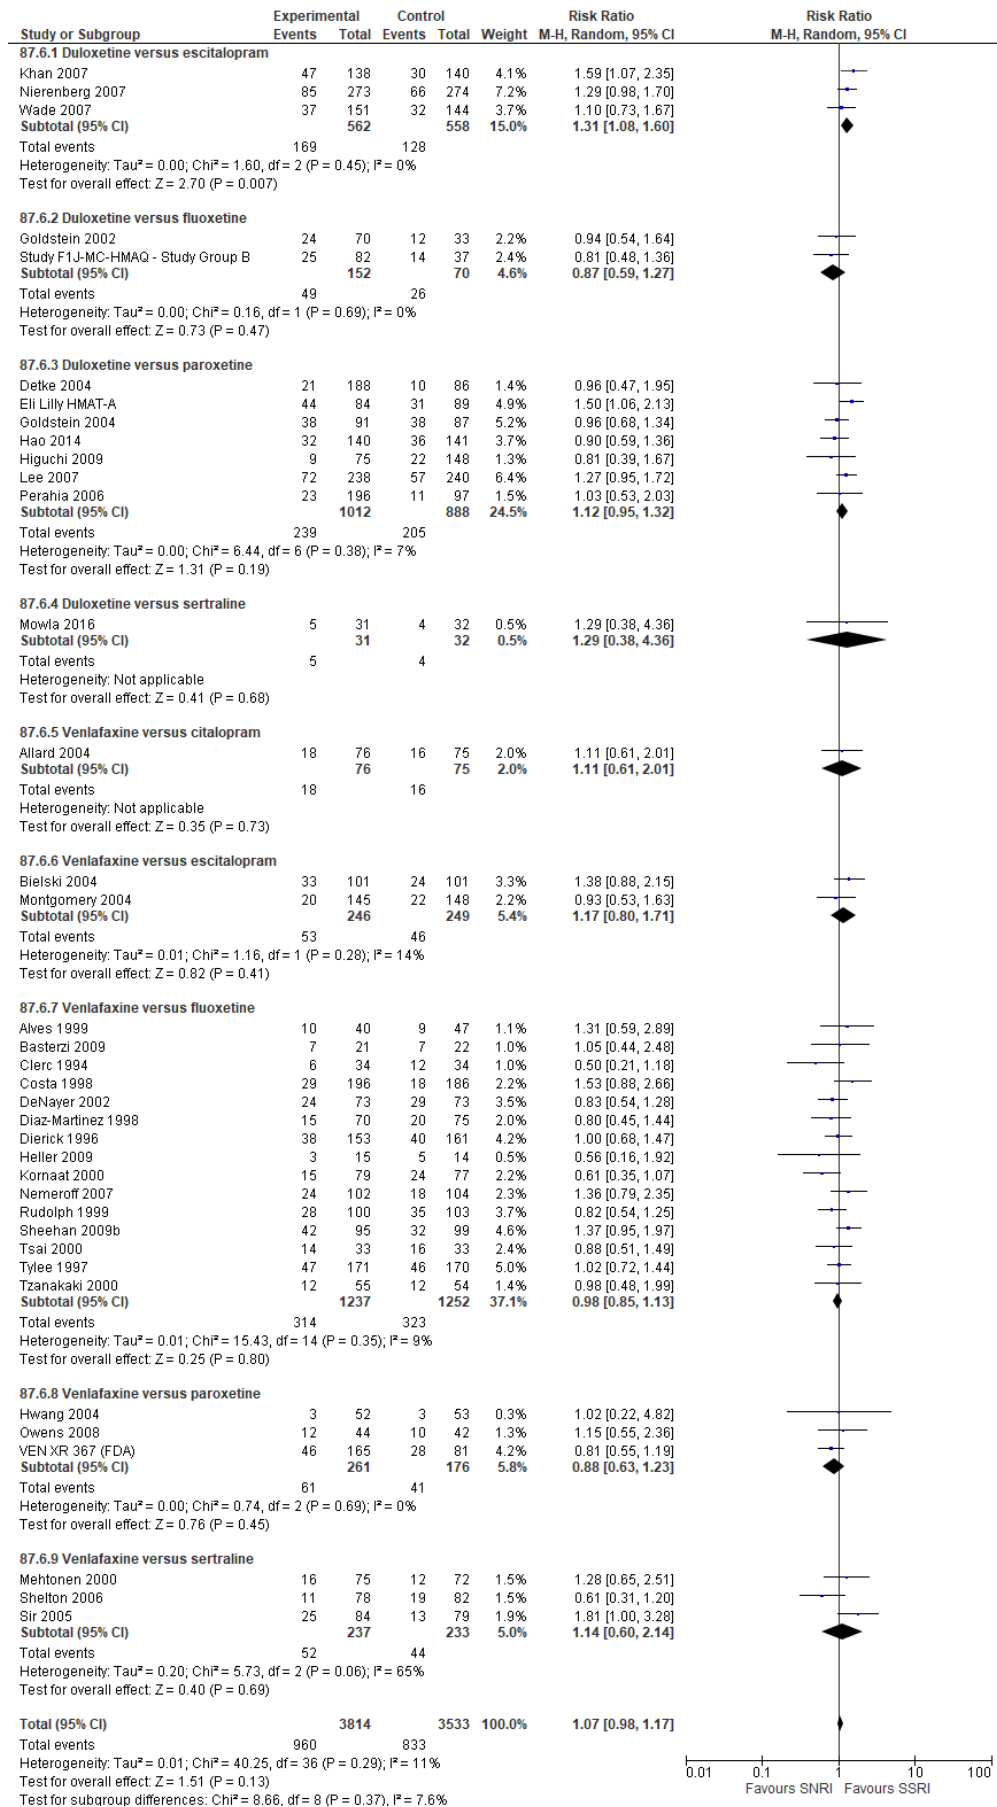 Experimental Control Risk Ratio Risk Ratio
Study or Subgroup Events Total Events Total Weight M-H, Random, 95% CI M-H, Random, 95% CI
87.6.1 Duloxetine versus escitalopram
Khan 2007 47 138 30 140 4.1% 1.59 [1.07, 2.35]
Nierenberg 2007 85 273 66 274 7.2% 1.29 [0.98, 1.70]
Wade 2007 37 151 32 144 3.7% 1.10 [0.73, 1.67]
Subtotal (95% CI) 562 558 15.0% 1.31 [1.08, 1.60]
Total events 169 128
Heterogeneity: Tau² = 0.00; Chi² = 1.60, df = 2 (P = 0.45); I² = 0%
Test for overall effect: Z = 2.70 (P = 0.007)
87.6.2 Duloxetine versus fluoxetine
Goldstein 2002 24 70 12 33 2.2% 0.94 [0.54, 1.64]
Study F1J-MC-HMAQ - Study Group B 25 82 14 37 2.4% 0.81 [0.48, 1.36]
Subtotal (95% CI) 152 70 4.6% 0.87 [0.59, 1.27]
Total events 49 26
Heterogeneity: Tau² = 0.00; Chi² = 0.16, df = 1 (P = 0.69); I² = 0%
Test for overall effect: Z = 0.73 (P = 0.47)
87.6.3 Duloxetine versus paroxetine
Detke 2004 21 188 10 86 1.4% 0.96 [0.47, 1.95]
Eli Lilly HMAT-A 44 84 31 89 4.9% 1.50 [1.06, 2.13]
Goldstein 2004 38 91 38 87 5.2% 0.96 [0.68, 1.34]
Hao 2014 32 140 36 141 3.7% 0.90 [0.59, 1.36]
Higuchi 2009 9 75 22 148 1.3% 0.81 [0.39, 1.67]
Lee 2007 72 238 57 240 6.4% 1.27 [0.95, 1.72]
Perahia 2006 23 196 11 97 1.5% 1.03 [0.53, 2.03]
Subtotal (95% CI) 1012 888 24.5% 1.12 [0.95, 1.32]
Total events 239 205
Heterogeneity: Tau² = 0.00; Chi² = 6.44, df = 6 (P = 0.38); I² = 7%
Test for overall effect: Z = 1.31 (P = 0.19)
87.6.4 Duloxetine versus sertraline
Mowla 2016 5 31 4 32 0.5% 1.29 [0.38, 4.36]
Subtotal (95% CI) 31 32 0.5% 1.29 [0.38, 4.36]
Total events 5 4
Heterogeneity: Not applicable
Test for overall effect: Z = 0.41 (P = 0.68)
87.6.5 Venlafaxine versus citalopram
Allard 2004 18 76 16 75 2.0% 1.11 [0.61, 2.01]
Subtotal (95% CI) 76 75 2.0% 1.11 [0.61, 2.01]
Total events 18 16
Heterogeneity: Not applicable
Test for overall effect: Z = 0.35 (P = 0.73)
87.6.6 Venlafaxine versus escitalopram
Bielski 2004 33 101 24 101 3.3% 1.38 [0.88, 2.15]
Montgomery 2004 20 145 22 148 2.2% 0.93 [0.53, 1.63]
Subtotal (95% CI) 246 249 5.4% 1.17 [0.80, 1.71]
Total events 53 46
Heterogeneity: Tau² = 0.01; Chi² = 1.16, df = 1 (P = 0.28); I² = 14%
Test for overall effect: Z = 0.82 (P = 0.41)
87.6.7 Venlafaxine versus fluoxetine
Alves 1999 10 40 9 47 1.1% 1.31 [0.59, 2.89]
Basterzi 2009 7 21 7 22 1.0% 1.05 [0.44, 2.48]
Clerc 1994 6 34 12 34 1.0% 0.50 [0.21, 1.18]
Costa 1998 29 196 18 186 2.2% 1.53 [0.88, 2.66]
DeNayer 2002 24 73 29 73 3.5% 0.83 [0.54, 1.28]
Diaz-Martinez 1998 15 70 20 75 2.0% 0.80 [0.45, 1.44]
Dierick 1996 38 153 40 161 4.2% 1.00 [0.68, 1.47]
Heller 2009 3 15 5 14 0.5% 0.56 [0.16, 1.92]
Kornaat 2000 15 79 24 77 2.2% 0.61 [0.35, 1.07]
Nemeroff 2007 24 102 18 104 2.3% 1.36 [0.79, 2.35]
Rudolph 1999 28 100 35 103 3.7% 0.82 [0.54, 1.25]
Sheehan 2009b 42 95 32 99 4.6% 1.37 [0.95, 1.97]
Tsai 2000 14 33 16 33 2.4% 0.88 [0.51, 1.49]
Tylee 1997 47 171 46 170 5.0% 1.02 [0.72, 1.44]
Tzanakaki 2000 12 55 12 54 1.4% 0.98 [0.48, 1.99]
Subtotal (95% CI) 1237 1252 37.1% 0.98 [0.85, 1.13]
Total events 314 323
Heterogeneity: Tau² = 0.01; Chi² = 15.43, df = 14 (P = 0.35); I² = 9%
Test for overall effect: Z = 0.25 (P = 0.80)
87.6.8 Venlafaxine versus paroxetine
Hwang 2004 3 52 3 53 0.3% 1.02 [0.22, 4.82]
Owens 2008 12 44 10 42 1.3% 1.15 [0.55, 2.36]
VEN XR 367 (FDA) 46 165 28 81 4.2% 0.81 [0.55, 1.19]
Subtotal (95% CI) 261 176 5.8% 0.88 [0.63, 1.23]
Total events 61 41
Heterogeneity: Tau² = 0.00; Chi² = 0.74, df = 2 (P = 0.69); I² = 0%
Test for overall effect: Z = 0.76 (P = 0.45)
87.6.9 Venlafaxine versus sertraline
Mehtonen 2000 16 75 12 72 1.5% 1.28 [0.65, 2.51]
Shelton 2006 11 78 19 82 1.5% 0.61 [0.31, 1.20]
Sir 2005 25 84 13 79 1.9% 1.81 [1.00, 3.28]
Subtotal (95% CI) 237 233 5.0% 1.14 [0.60, 2.14]
Total events 52 44
Heterogeneity: Tau² = 0.20; Chi² = 5.73, df = 2 (P = 0.06); I² = 65%
Test for overall effect: Z = 0.40 (P = 0.69)
Total (95% CI) 3814 3533 100.0% 1.07 [0.98, 1.17]
Total events 960 833
Heterogeneity: Tau² = 0.01; Chi² = 40.25, df = 36 (P = 0.29); I² = 11%
Test for overall effect: Z = 1.51 (P = 0.13)
Test for subgroup differences: Chi² = 8.66, df = 8 (P = 0.37), I² = 7.6%
0.01 0.1 1 10 100
Favours SNRI Favours SSRI